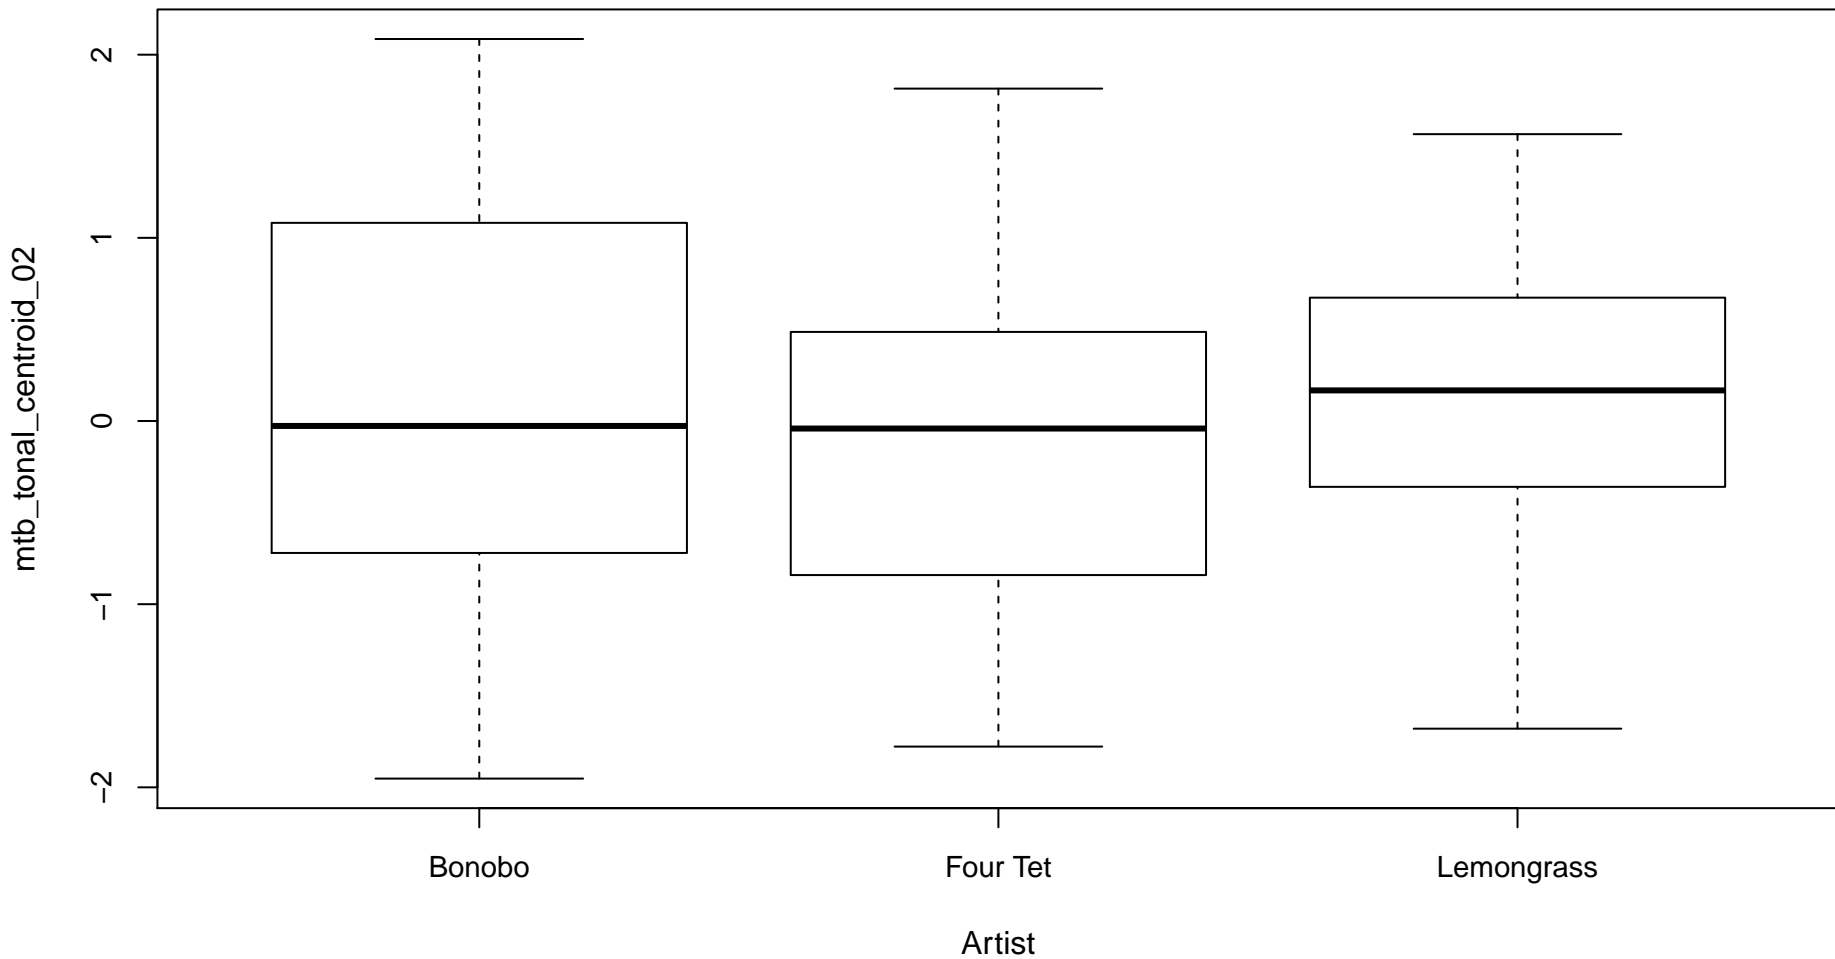 mtb_tonal_centroid_02
2
1
0
−1
−2
Bonobo
Four Tet
Lemongrass
Artist